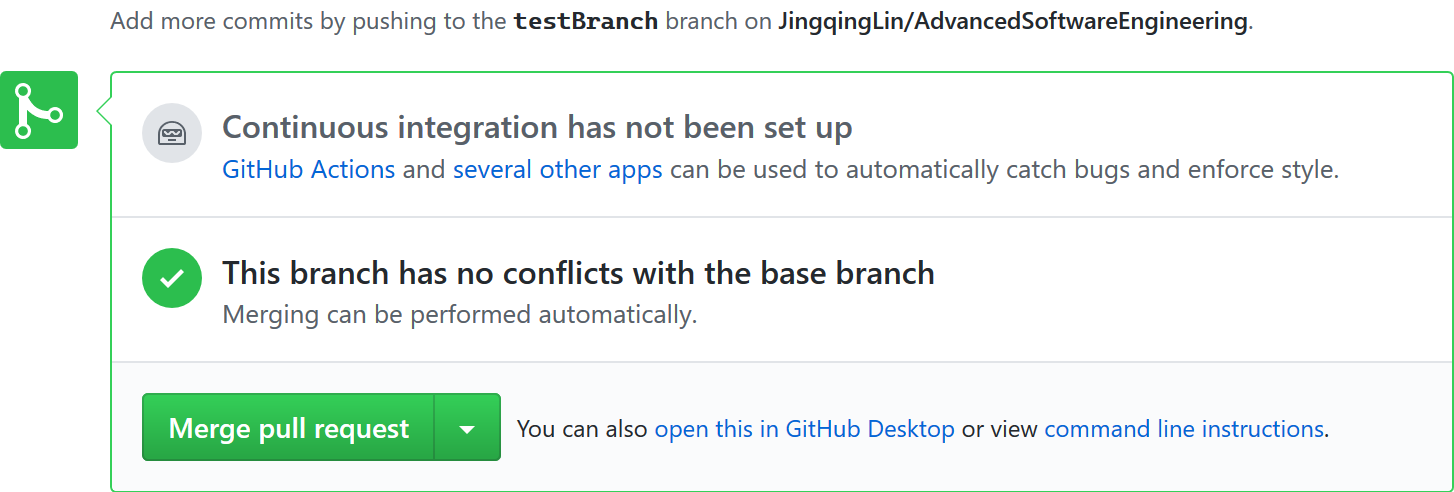 Add more commits by pushing to the testBranch branch on JingqingLin/AdvancedSoftwareEngineering.
Continuous integration has not been set up
GitHub Actions and several other apps can be used to automatically catch bugs and enforce style.
This branch has no conflicts with the base branch
Merging can be performed automatically.
Merge pull request You can also open this in GitHub Desktop or view command line instructions.